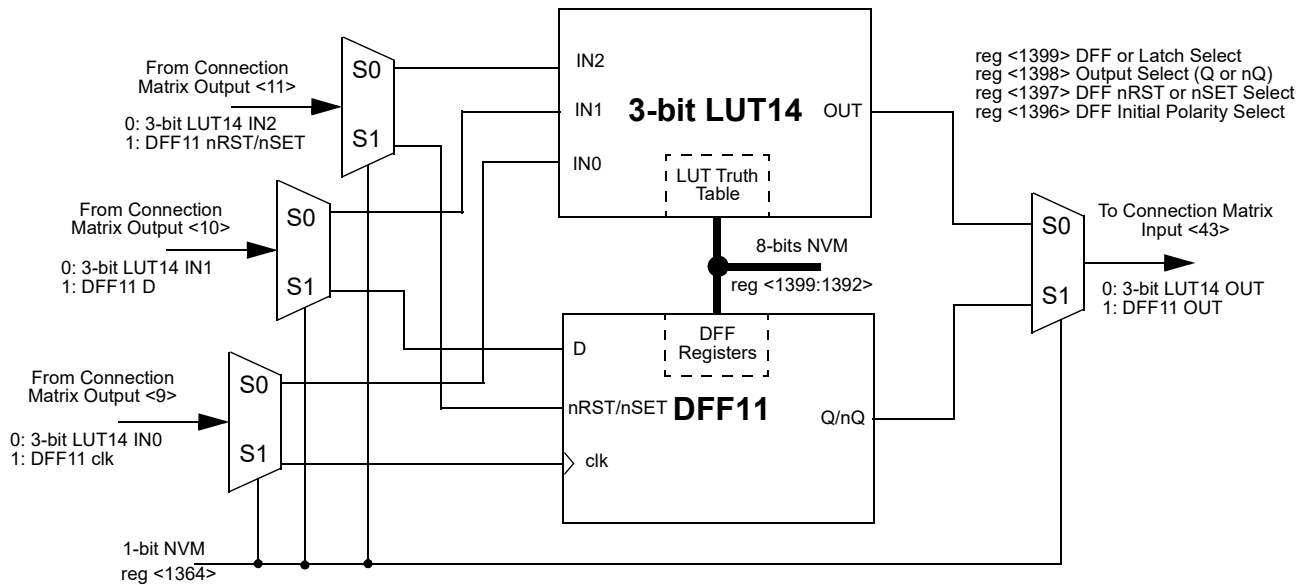 From Connection
Matrix Output <11>
0: 3-bit LUT14 IN2
1: DFF11 nRST/nSET
S0
S1
From Connection
Matrix Output <10>
0: 3-bit LUT14 IN1
1: DFF11 D
S0
S1
From Connection
Matrix Output <9>
0: 3-bit LUT14 IN0
1: DFF11 clk
S0
S1
1-bit NVM
reg <1364>
IN2
IN1
IN0
3-bit LUT14
OUT
LUT Truth
Table
8-bits NVM
reg <1399:1392>
DFF
Registers
D
nRST/nSET
DFF11
clk
Q/nQ
reg <1399> DFF or Latch Select
reg <1398> Output Select (Q or nQ)
reg <1397> DFF nRST or nSET Select
reg <1396> DFF Initial Polarity Select
S0
S1
To Connection Matrix
Input <43>
0: 3-bit LUT14 OUT
1: DFF11 OUT